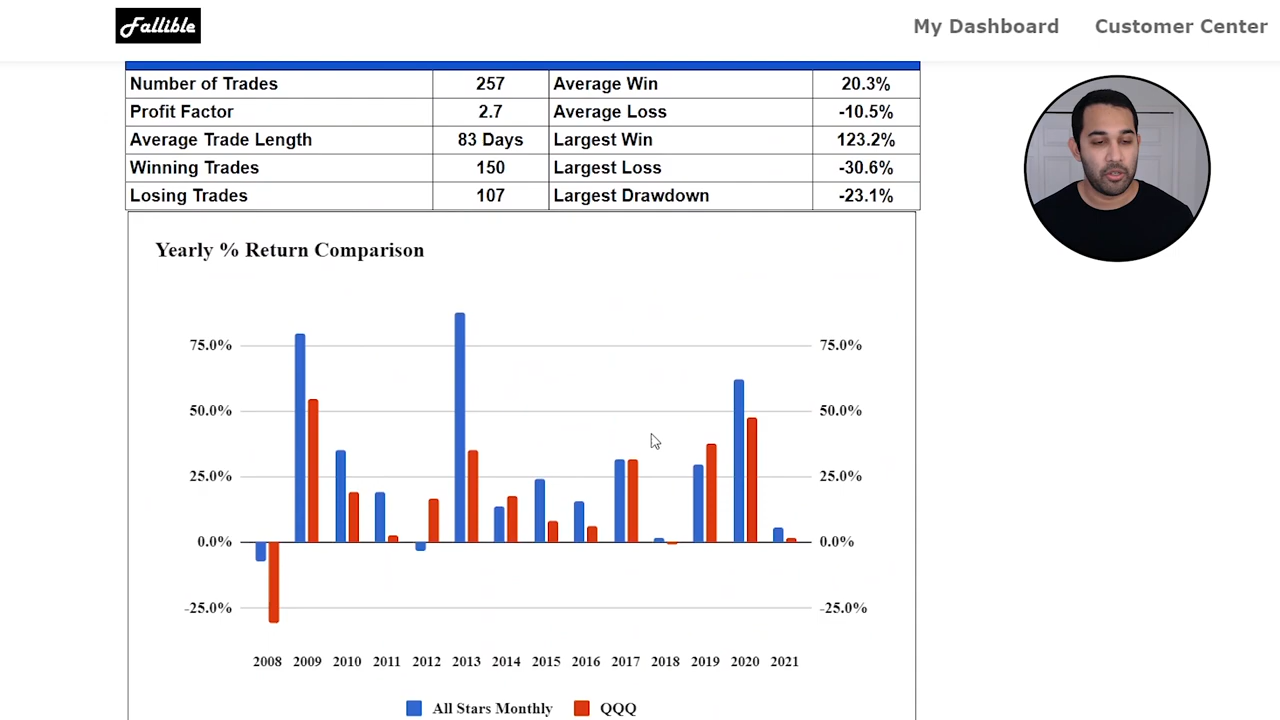 Fallible
My Dashboard Customer Center
Number of Trades 257 Average Win 20.3%
Profit Factor 2.7 Average Loss -10.5%
Average Trade Length 83 Days Largest Win 123.2%
Winning Trades 150 Largest Loss -30.6%
Losing Trades 107 Largest Drawdown -23.1%
Yearly % Return Comparison
75.0% 75.0%
50.0% 50.0%
25.0% 25.0%
0.0% 0.0%
-25.0% -25.0%
2008 2009 2010 2011 2012 2013 2014 2015 2016 2017 2018 2019 2020 2021
All Stars Monthly QQQ